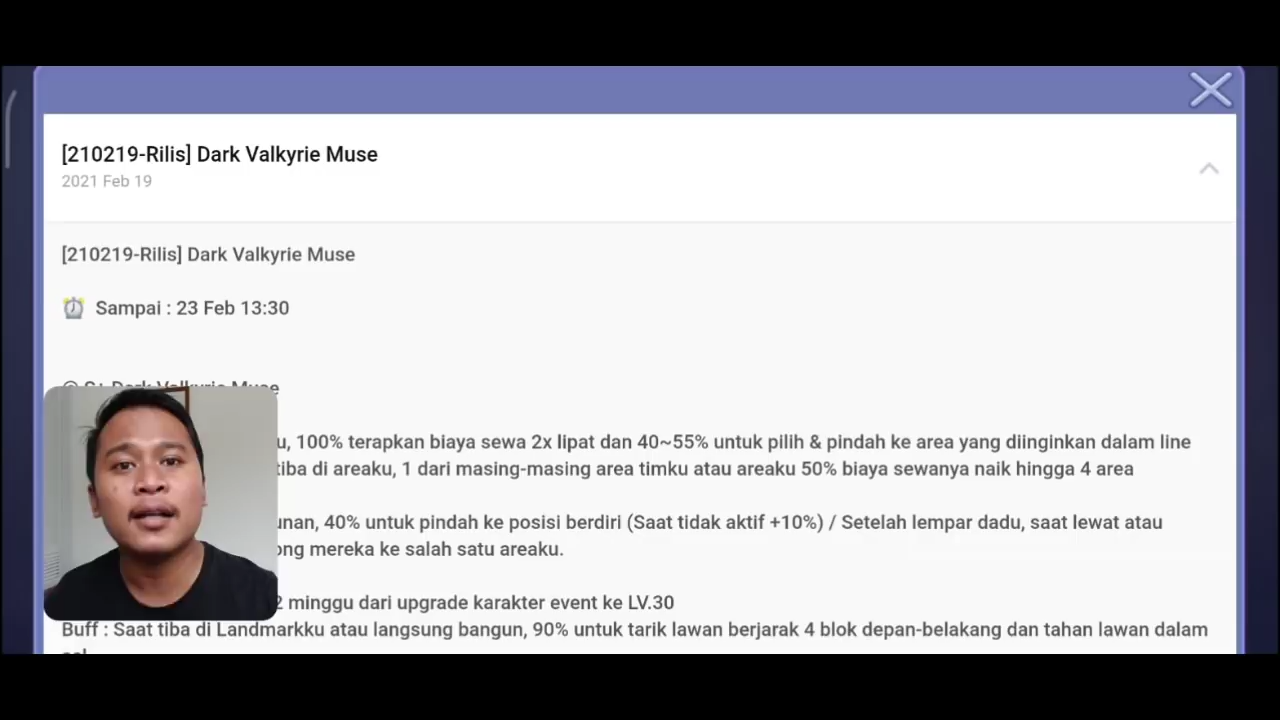 [210219-Rilis] Dark Valkyrie Muse
2021 Feb 19
[210219-Rilis] Dark Valkyrie Muse
Sampai : 23 Feb 13:30
S+ Dark Valkyrie Muse
100% terapkan biaya sewa 2x lipat dan 40~55% untuk pilih & pindah ke area yang diinginkan dalam line
tiba di areaku, 1 dari masing-masing area timku atau areaku 50% biaya sewanya naik hingga 4 area
40% untuk pindah ke posisi berdiri (Saat tidak aktif +10%) / Setelah lempar dadu, saat lewat atau
mereka ke salah satu areaku.
2 minggu dari upgrade karakter event ke LV.30
Buff : Saat tiba di Landmarkku atau langsung bangun, 90% untuk tarik lawan berjarak 4 blok depan-belakang dan tahan lawan dalam